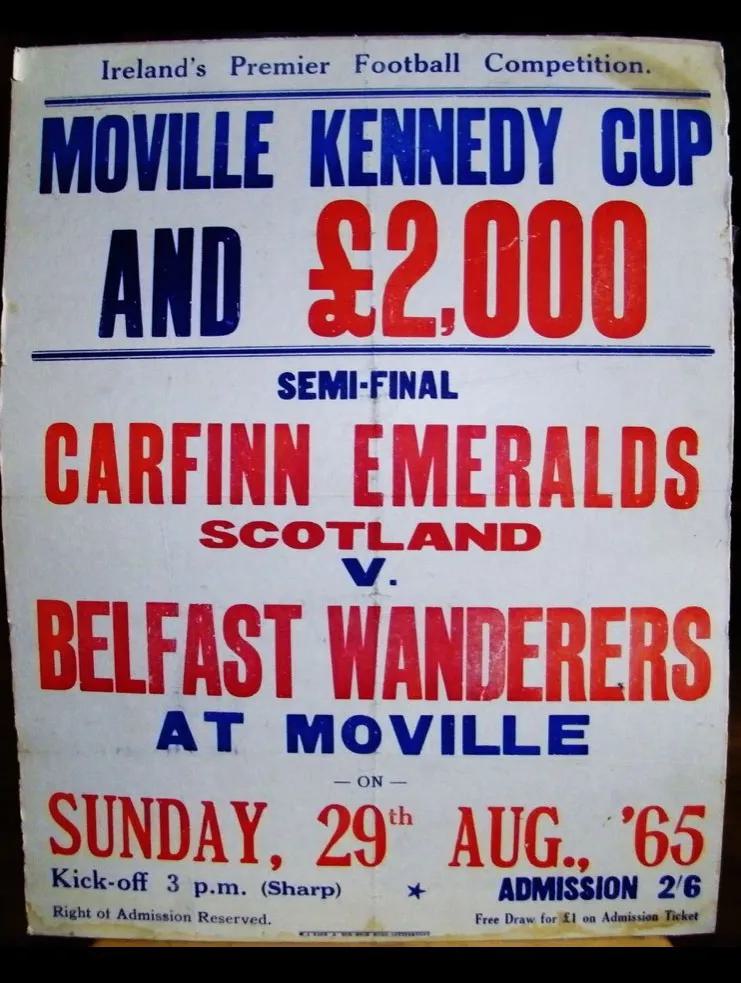 Ireland's Premier Football Competition.
MOVILLE KENNEDY CUP
AND £2,000
SEMI-FINAL
CARFINN EMERALDS
SCOTLAND
V.
BELFAST WANDERERS
AT MOVILLE
— ON —
SUNDAY, 29th AUG., '65
Kick-off 3 p.m. (Sharp) ★ ADMISSION 2/6
Right of Admission Reserved. Free Draw for £1 on Admission Ticket